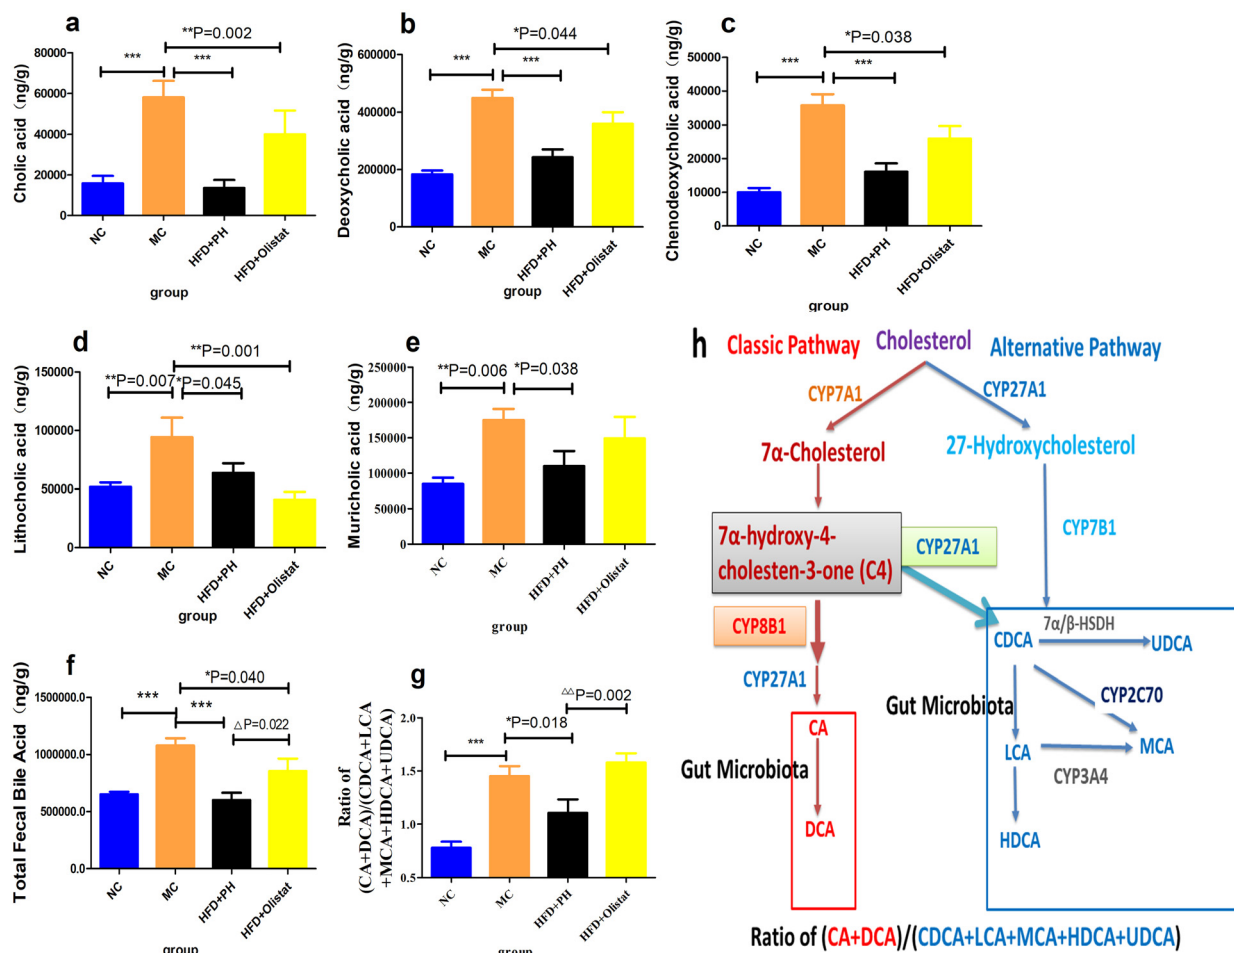 a
**P=0.002
***
***
Cholic acid（ng/g)
80000
60000
40000
20000
0
NC
MC
HFD+PH
HFD+Olistat
group
b
*P=0.044
***
***
Deoxycholic acid（ng/g)
600000
400000
200000
0
NC
MC
HFD+PH
HFD+Olistat
group
c
*P=0.038
***
***
Chenodeoxycholic acid（ng/g)
50000
40000
30000
20000
10000
0
NC
MC
HFD+PH
HFD+Olistat
group
d
**P=0.001
**P=0.007
*P=0.045
Lithocholic acid（ng/g)
150000
100000
50000
0
NC
MC
HFD+PH
HFD+Olistat
group
e
**P=0.006
*P=0.038
Muricholic acid（ng/g)
250000
200000
150000
100000
50000
0
NC
MC
HFD+PH
HFD+Olistat
group
f
*P=0.040
***
***
△P=0.022
Total Fecal Bile Acid（ng/g)
1500000.0
1000000.0
500000.0
0.0
NC
MC
HFD+PH
HFD+Olistat
group
g
△△P=0.002
*P=0.018
***
Ratio of
(CA+DCA)/(CDCA+LCA
+MCA+HDCA+UDCA)
2.0
1.5
1.0
0.5
NC
MC
HFD+PH
HFD+Olistat
group
h
Classic Pathway
Cholesterol
Alternative Pathway
CYP7A1
CYP27A1
7α-Cholesterol
27-Hydroxycholesterol
7α-hydroxy-4-
cholesten-3-one (C4)
CYP27A1
CYP7B1
CYP8B1
7α/β-HSDH
CDCA
UDCA
CYP27A1
Gut Microbiota
CYP2C70
CA
LCA
MCA
Gut Microbiota
CYP3A4
DCA
HDCA
Ratio of (CA+DCA)/(CDCA+LCA+MCA+HDCA+UDCA)